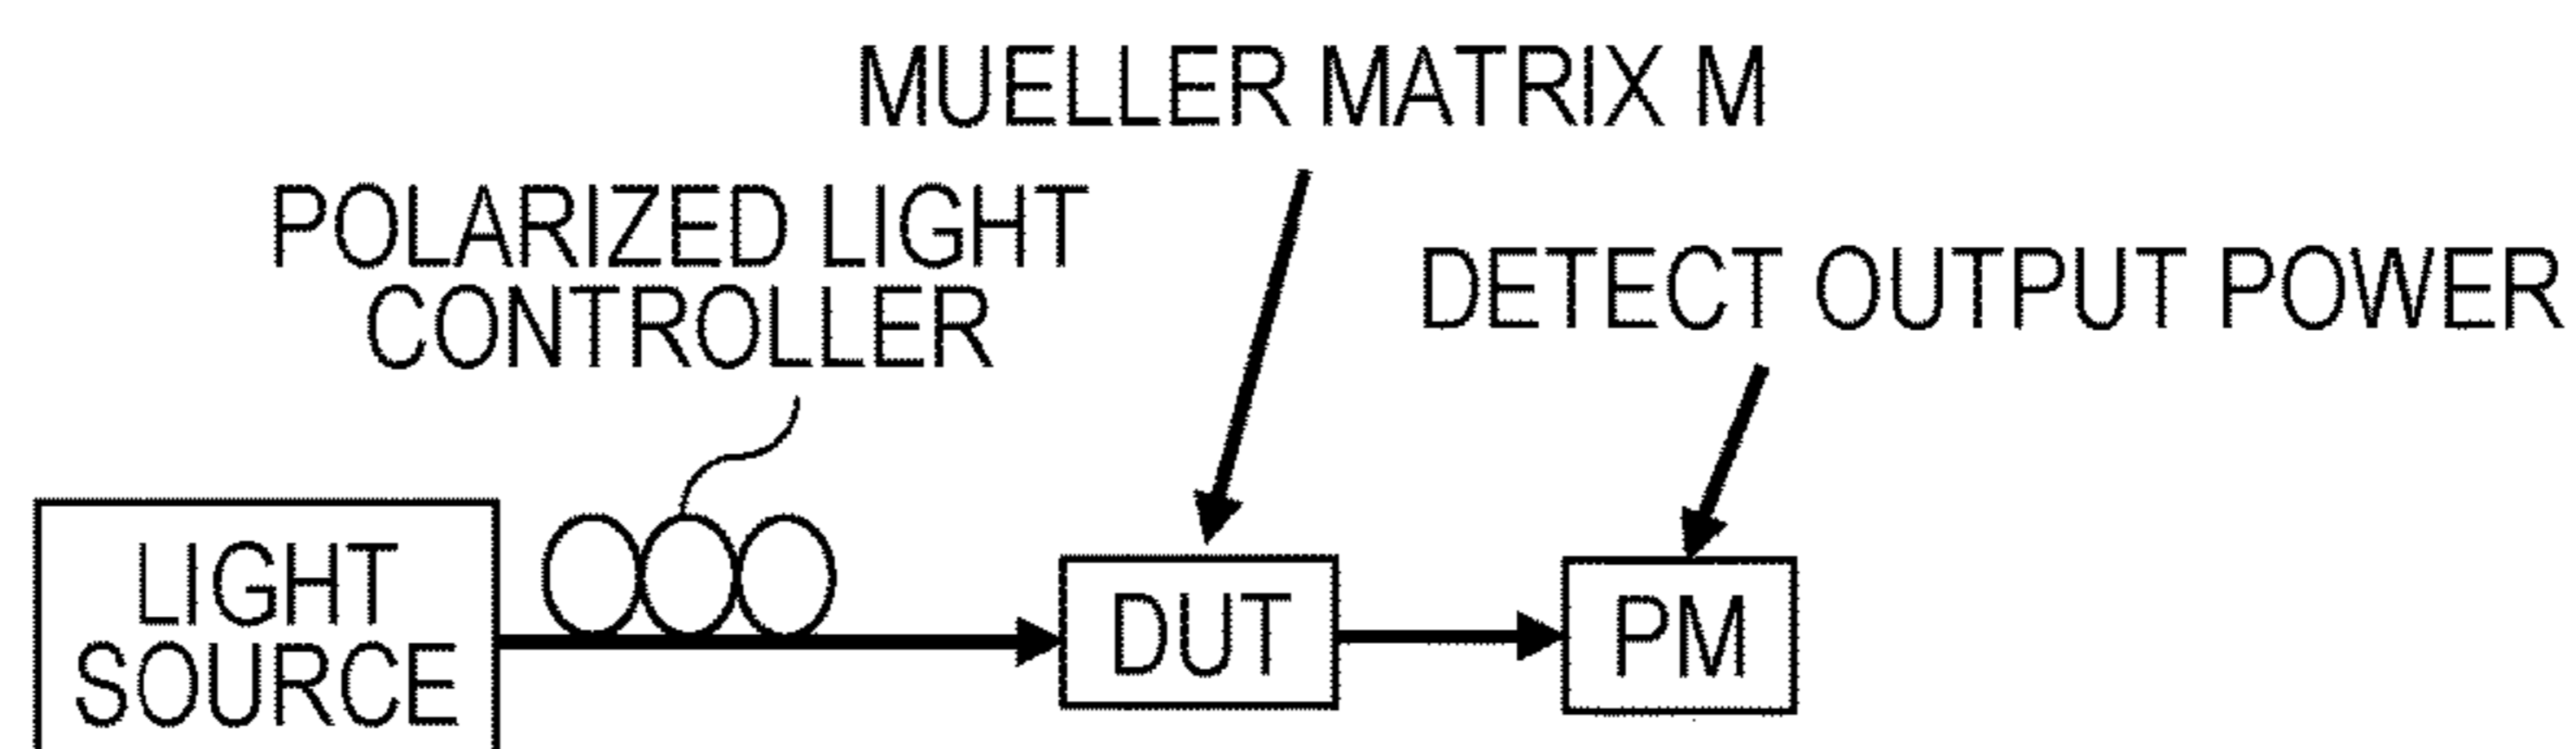 MUELLER MATRIX M
POLARIZED LIGHT
CONTROLLER
DETECT OUTPUT POWER
LIGHT
SOURCE
DUT
PM